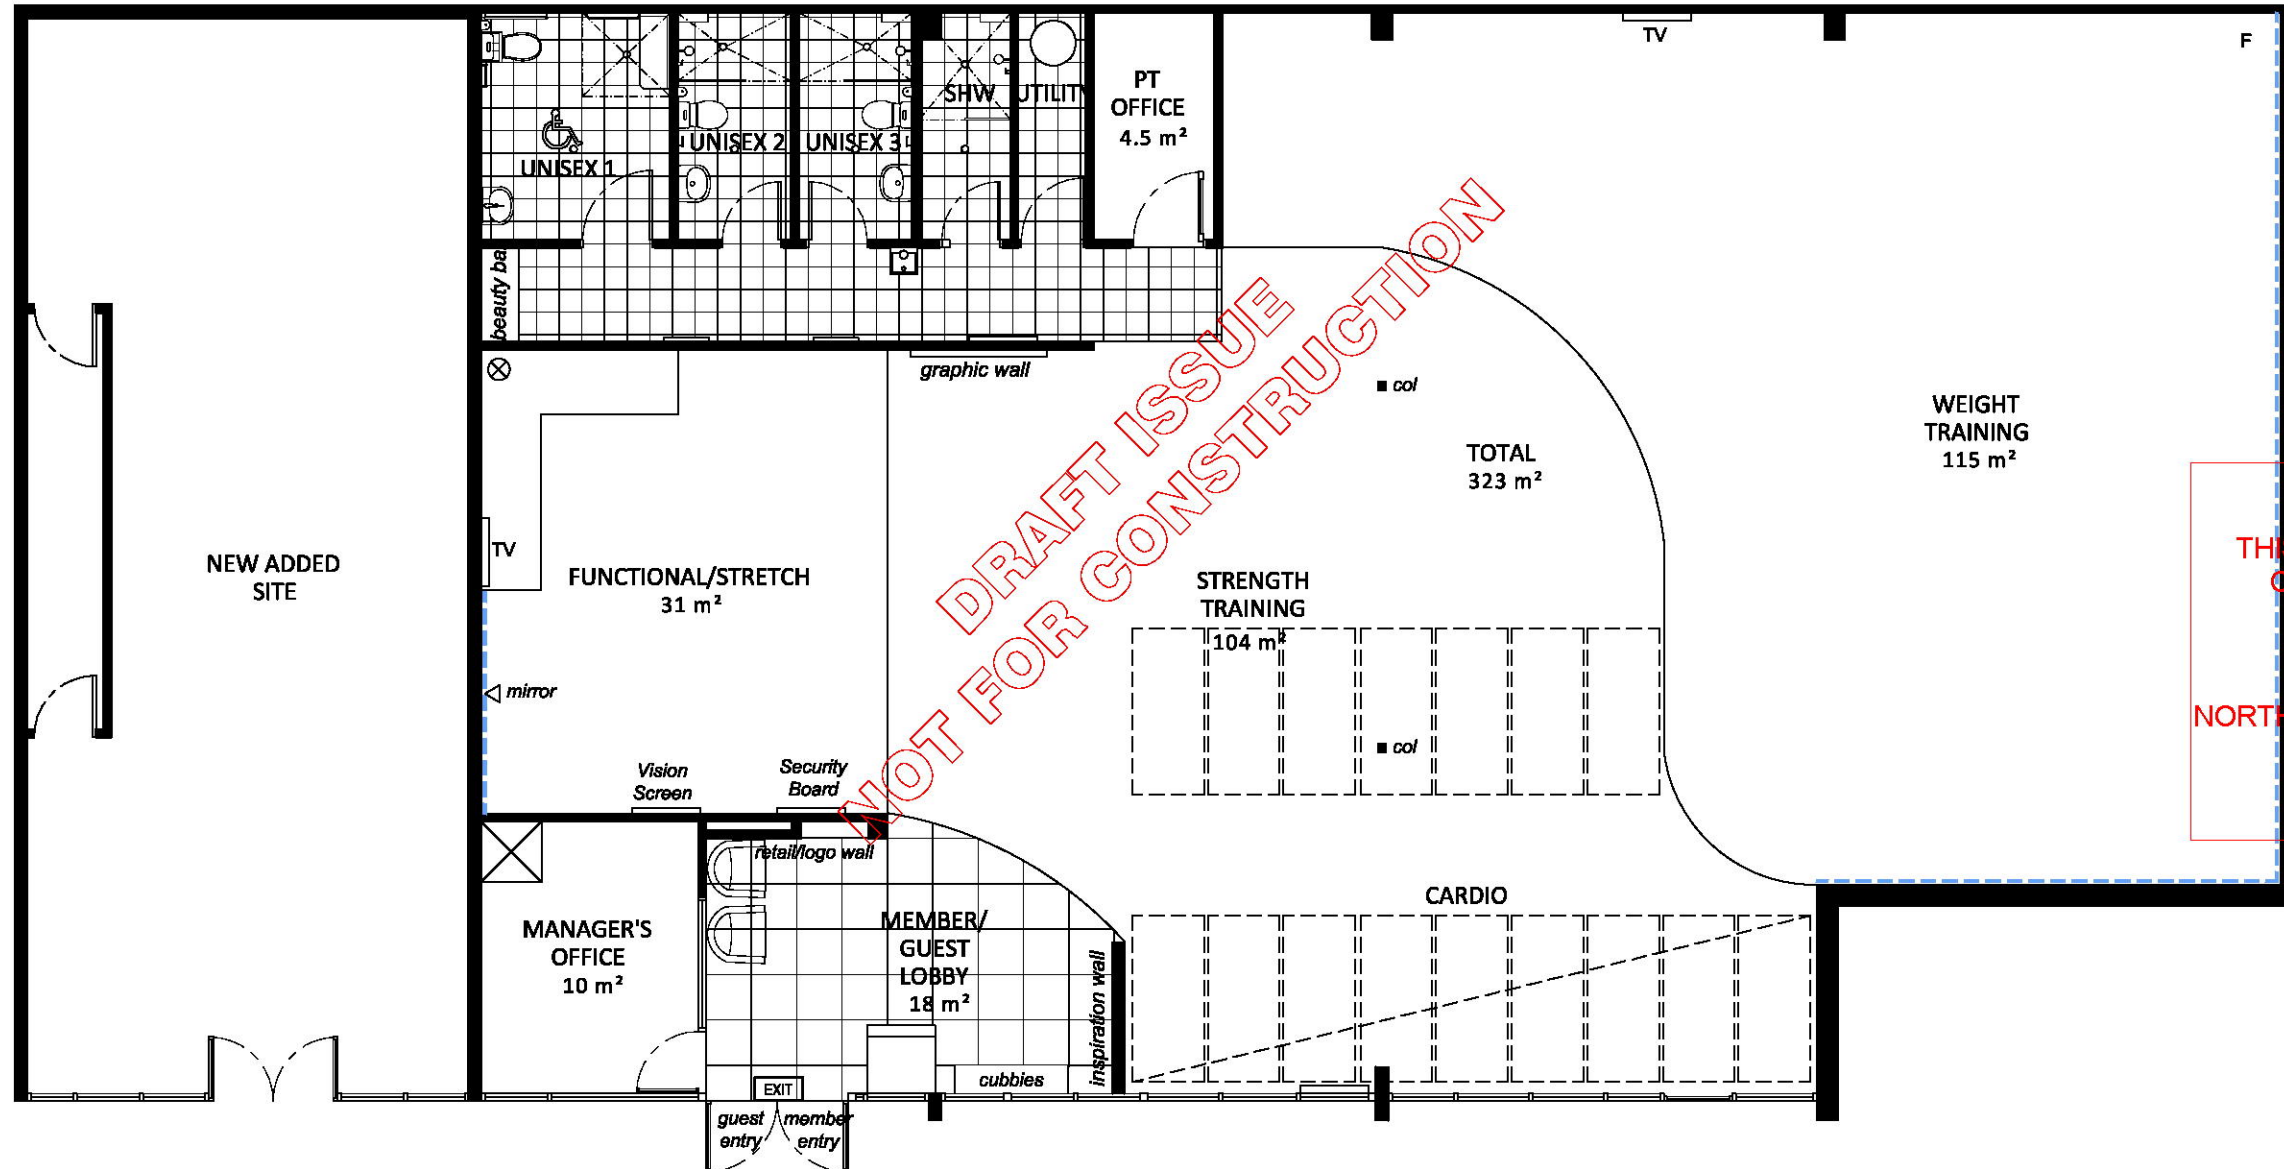 TV
F
PT
OFFICE
4.5 m²
SHW
UTILITY
UNISEX 1
UNISEX 2
UNISEX 3
beauty ba
graphic wall
col
WEIGHT
TRAINING
115 m²
TOTAL
323 m²
DRAFT ISSUE
NOT FOR CONSTRUCTION
NEW ADDED
SITE
TV
FUNCTIONAL/STRETCH
31 m²
STRENGTH
TRAINING
104 m²
mirror
col
NORTH
Vision
Screen
Security
Board
retail/logo wall
CARDIO
MANAGER'S
OFFICE
10 m²
MEMBER/
GUEST
LOBBY
18 m²
inspiration wall
cubbies
EXIT
guest
entry
member
entry